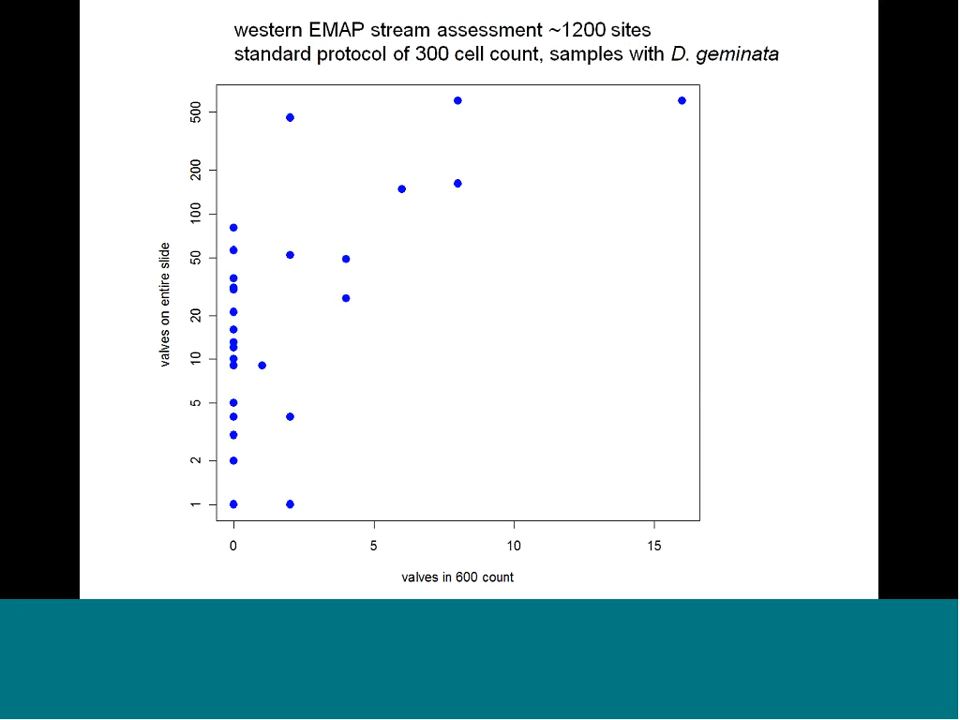 western EMAP stream assessment ~1200 sites
standard protocol of 300 cell count, samples with D. geminata
valves on entire slide
500
200
100
50
20
10
5
2
1
0 5 10 15
valves in 600 count